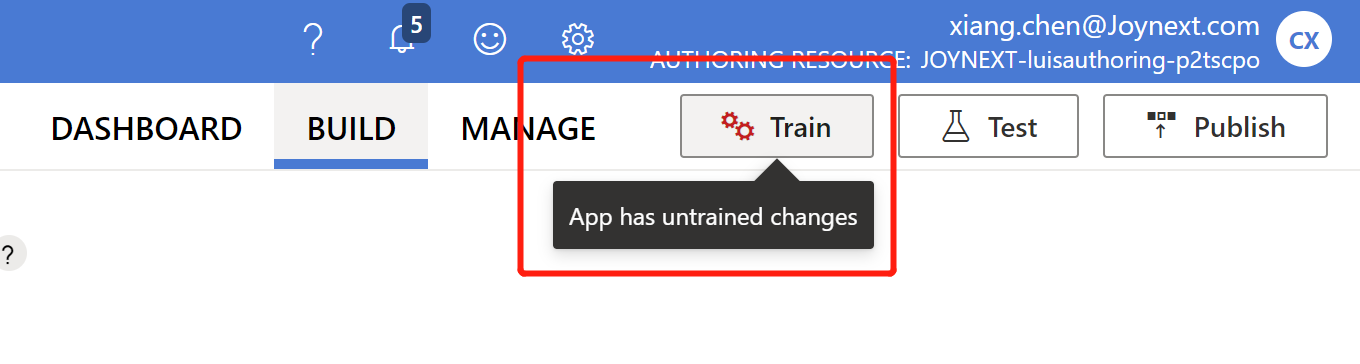 5
xiang.chen@Joynext.com
CX
AUTHORING RESOURCE: JOYNEXT-luisauthoring-p2tscpo
DASHBOARD BUILD MANAGE Train Test Publish
App has untrained changes
?